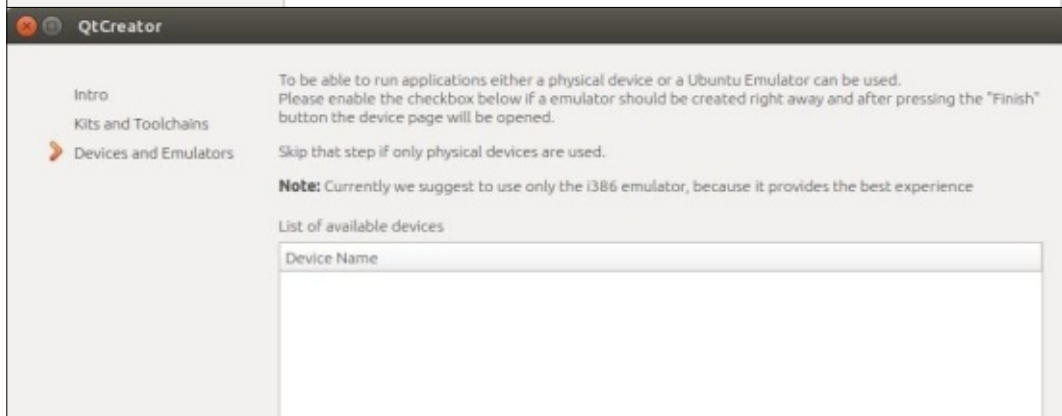 QtCreator
Intro
Kits and Toolchains
Devices and Emulators
To be able to run applications either a physical device or a Ubuntu Emulator can be used.
Please enable the checkbox below if a emulator should be created right away and after pressing the "Finish"
button the device page will be opened.
Skip that step if only physical devices are used.
Note: Currently we suggest to use only the i386 emulator, because it provides the best experience
List of available devices
Device Name